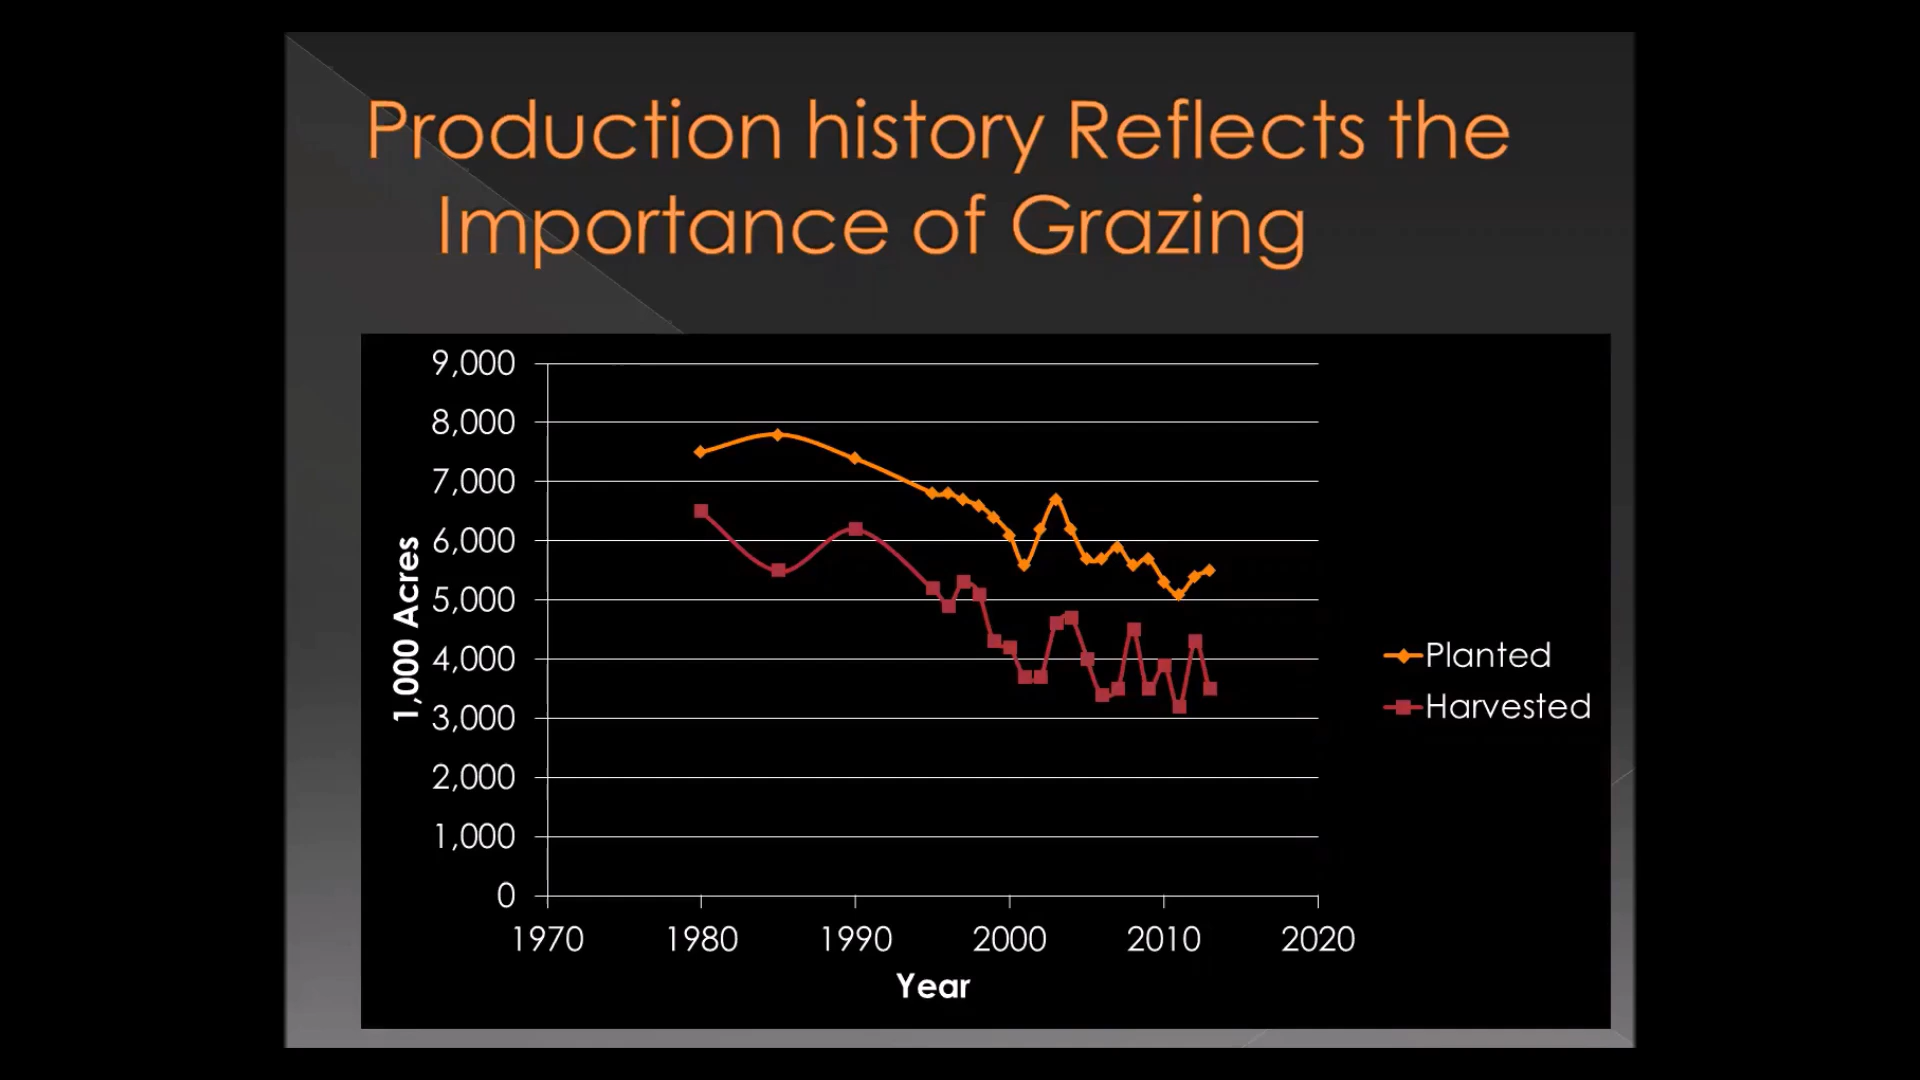 Production history Reflects the
Importance of Grazing
9,000
8,000
7,000
6,000
5,000
4,000
3,000
2,000
1,000
0
1,000 Acres
1970 1980 1990 2000 2010 2020
Year
Planted
Harvested